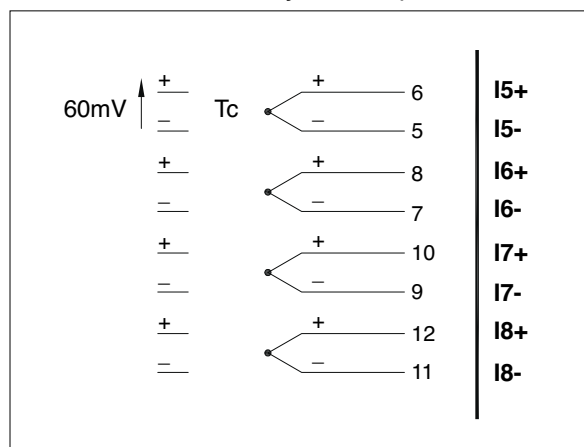 + + 6 I5+
60mV Tc
– – 5 I5-
+ + 8 I6+
– – 7 I6-
+ + 10 I7+
– – 9 I7-
+ + 12 I8+
– – 11 I8-